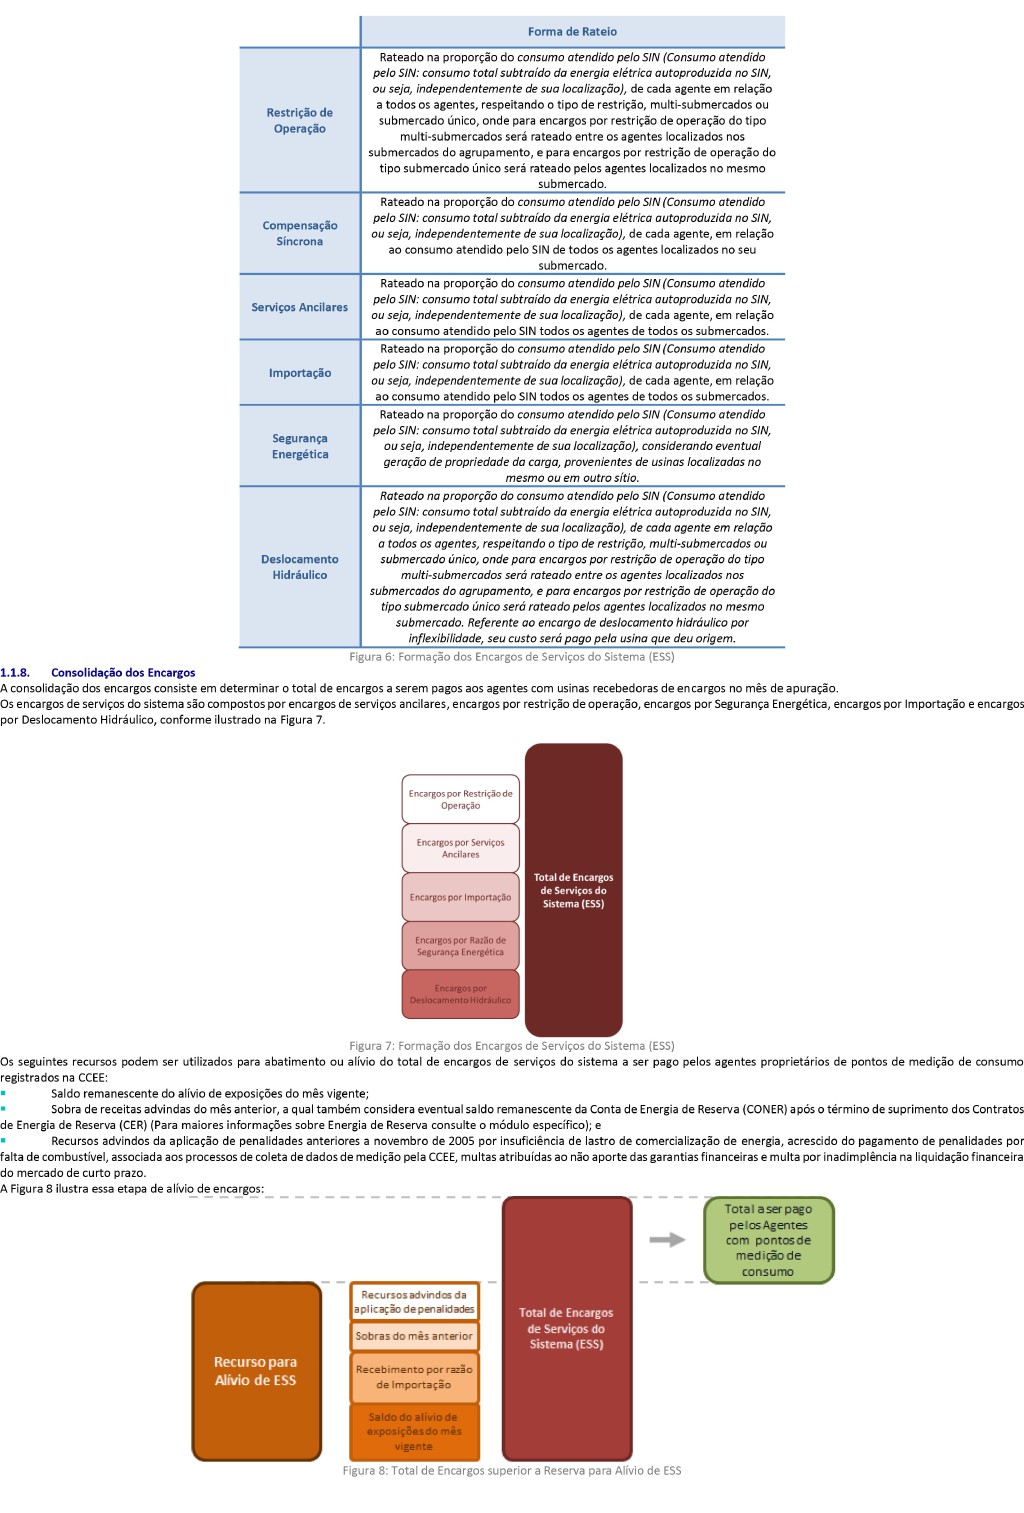 Forma de Rateio
Restrição de
Operação
Rateado na proporção do consumo atendido pelo SIN (Consumo atendido
pelo SIN: consumo total subtraído da energia elétrica autoproduzida no SIN,
ou seja, independentemente de sua localização), de cada agente em relação
a todos os agentes, respeitando o tipo de restrição, multi-submercados ou
submercado único, onde para encargos por restrição de operação do tipo
multi-submercados será rateado entre os agentes localizados nos
submercados do agrupamento, e para encargos por restrição de operação do
tipo submercado único será rateado pelos agentes localizados no mesmo
submercado.
Compensação
Síncrona
Rateado na proporção do consumo atendido pelo SIN (Consumo atendido
pelo SIN: consumo total subtraído da energia elétrica autoproduzida no SIN,
ou seja, independentemente de sua localização), de cada agente, em relação
ao consumo atendido pelo SIN de todos os agentes localizados no seu
submercado.
Serviços Ancilares
Rateado na proporção do consumo atendido pelo SIN (Consumo atendido
pelo SIN: consumo total subtraído da energia elétrica autoproduzida no SIN,
ou seja, independentemente de sua localização), de cada agente, em relação
ao consumo atendido pelo SIN todos os agentes de todos os submercados.
Importação
Rateado na proporção do consumo atendido pelo SIN (Consumo atendido
pelo SIN: consumo total subtraído da energia elétrica autoproduzida no SIN,
ou seja, independentemente de sua localização), de cada agente, em relação
ao consumo atendido pelo SIN todos os agentes de todos os submercados.
Segurança
Energética
Rateado na proporção do consumo atendido pelo SIN (Consumo atendido
pelo SIN: consumo total subtraído da energia elétrica autoproduzida no SIN,
ou seja, independentemente de sua localização), considerando eventual
geração de propriedade da carga, provenientes de usinas localizadas no
mesmo ou em outro sítio.
Deslocamento
Hidráulico
Rateado na proporção do consumo atendido pelo SIN (Consumo atendido
pelo SIN: consumo total subtraído da energia elétrica autoproduzida no SIN,
ou seja, independentemente de sua localização), de cada agente em relação
a todos os agentes, respeitando o tipo de restrição, multi-submercados ou
submercado único, onde para encargos por restrição de operação do tipo
multi-submercados será rateado entre os agentes localizados nos
submercados do agrupamento, e para encargos por restrição de operação do
tipo submercado único será rateado pelos agentes localizados no mesmo
submercado. Referente ao encargo de deslocamento hidráulico por
inflexibilidade, seu custo será pago pela usina que deu origem.
Figura 6: Formação dos Encargos de Serviços do Sistema (ESS)
1.1.8. Consolidação dos Encargos
A consolidação dos encargos consiste em determinar o total de encargos a serem pagos aos agentes com usinas recebedoras de encargos no mês de apuração.
Os encargos de serviços do sistema são compostos por encargos de serviços ancilares, encargos por restrição de operação, encargos por Segurança Energética, encargos por Importação e encargos
por Deslocamento Hidráulico, conforme ilustrado na Figura 7.
Encargos por Restrição de
Operação
Encargos por Serviços
Ancilares
Encargos por Importação
Encargos por Razão de
Segurança Energética
Encargos por
Deslocamento Hidráulico
Total de Encargos
de Serviços do
Sistema (ESS)
Figura 7: Formação dos Encargos de Serviços do Sistema (ESS)
Os seguintes recursos podem ser utilizados para abatimento ou alívio do total de encargos de serviços do sistema a ser pago pelos agentes proprietários de pontos de medição de consumo
registrados na CCEE:
▪ Saldo remanescente do alívio de exposições do mês vigente;
▪ Sobra de receitas advindas do mês anterior, a qual também considera eventual saldo remanescente da Conta de Energia de Reserva (CONER) após o término de suprimento dos Contratos
de Energia de Reserva (CER) (Para maiores informações sobre Energia de Reserva consulte o módulo específico); e
▪ Recursos advindos da aplicação de penalidades anteriores a novembro de 2005 por insuficiência de lastro de comercialização de energia, acrescido do pagamento de penalidades por
falta de combustível, associada aos processos de coleta de dados de medição pela CCEE, multas atribuídas ao não aporte das garantias financeiras e multa por inadimplência na liquidação financeira
do mercado de curto prazo.
A Figura 8 ilustra essa etapa de alívio de encargos:
Recurso para
Alívio de ESS
Recursos advindos da
aplicação de penalidades
Sobras do mês anterior
Recebimento por razão
de Importação
Saldo do alívio de
exposições do mês
vigente
Total de Encargos
de Serviços do
Sistema (ESS)
Total a ser pago
pelos Agentes
com pontos de
medição de
consumo
Figura 8: Total de Encargos superior a Reserva para Alívio de ESS